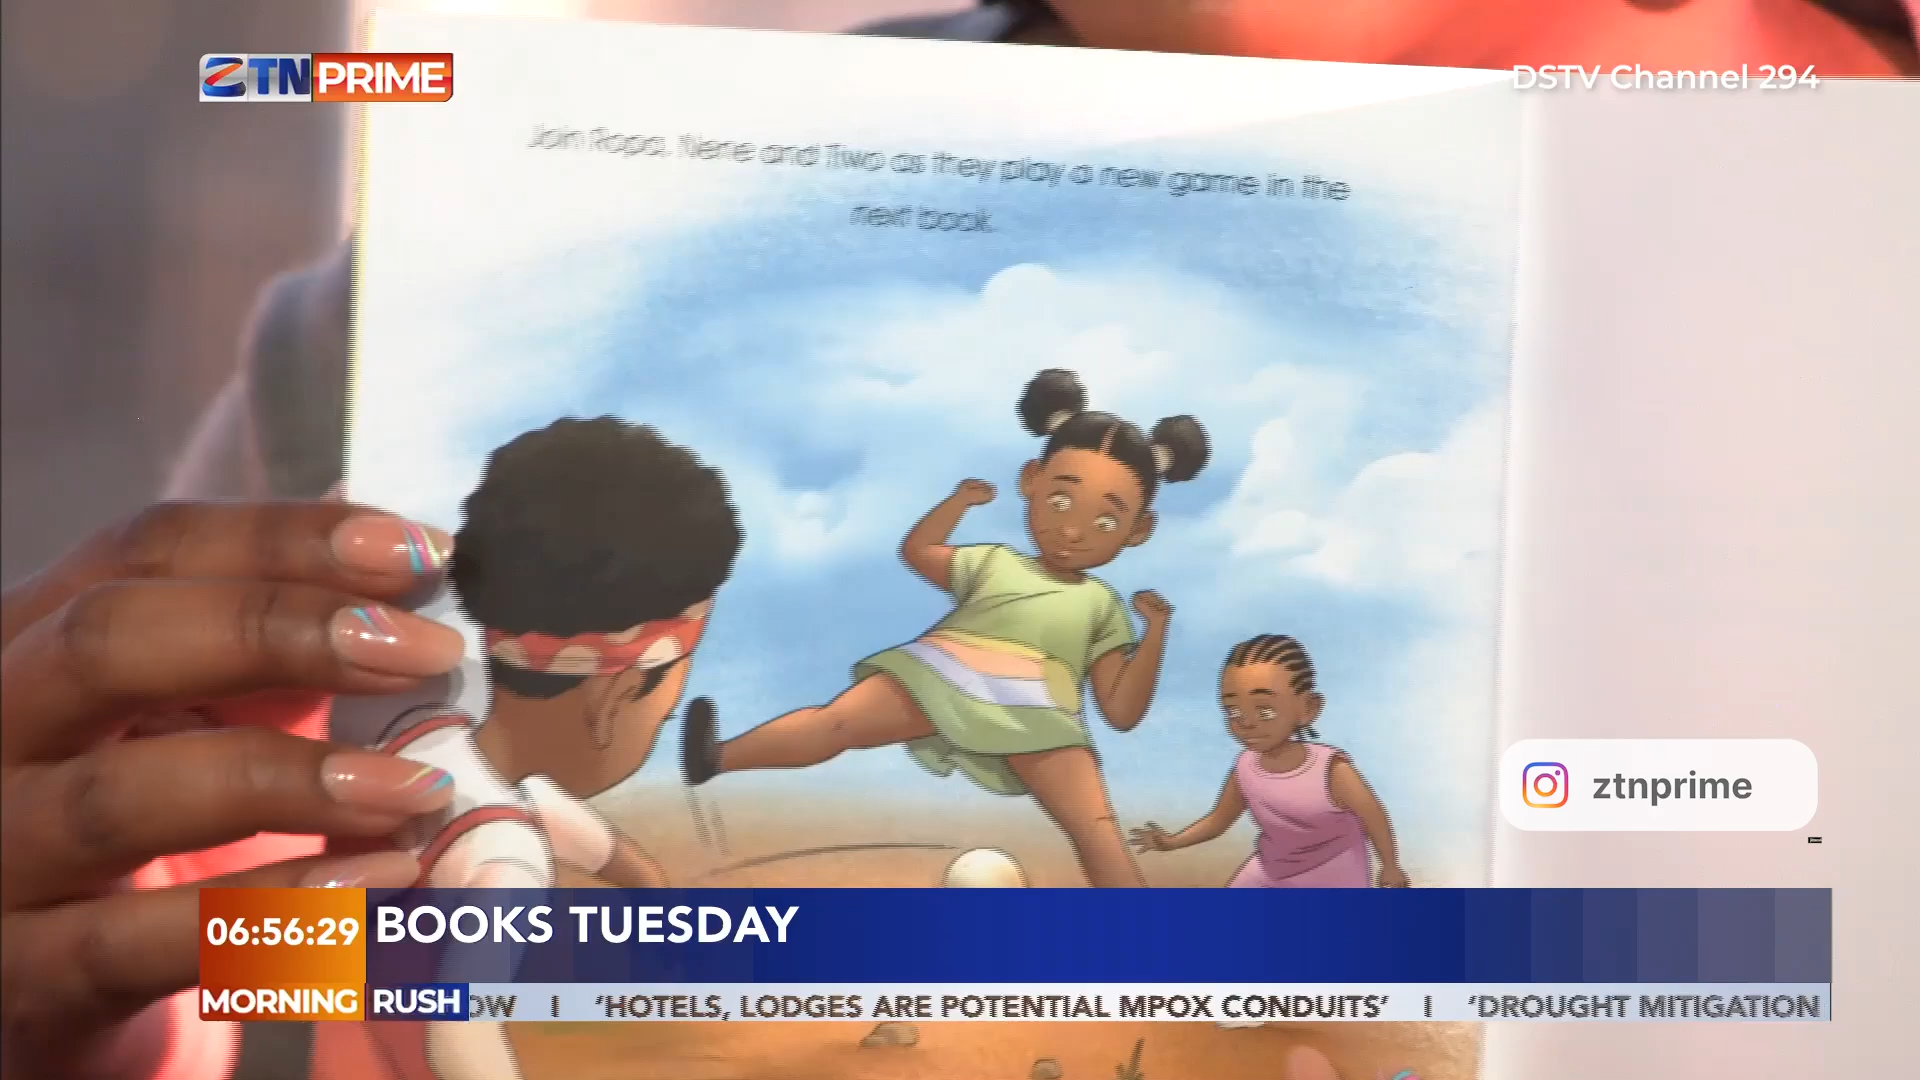 ZTN PRIME
DSTV Channel 294
Join Ropa, Nene and Two as they play a new game in the
next book.
ztnprime
06:56:29
BOOKS TUESDAY
MORNING RUSH
OW | ‘HOTELS, LODGES ARE POTENTIAL MPOX CONDUITS’ | ‘DROUGHT MITIGATION